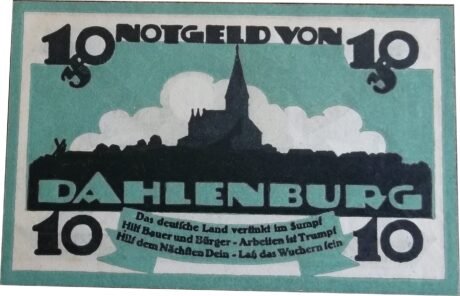 10 NOTGELD VON 10
DAHLENBURG
Das deutsche Land versinkt im Sumpf
10 Hilf Bauer und Bürger - Arbeiten ist Trumpf 10
Hilf dem Nächsten Dein - Laß das Wuchern sein